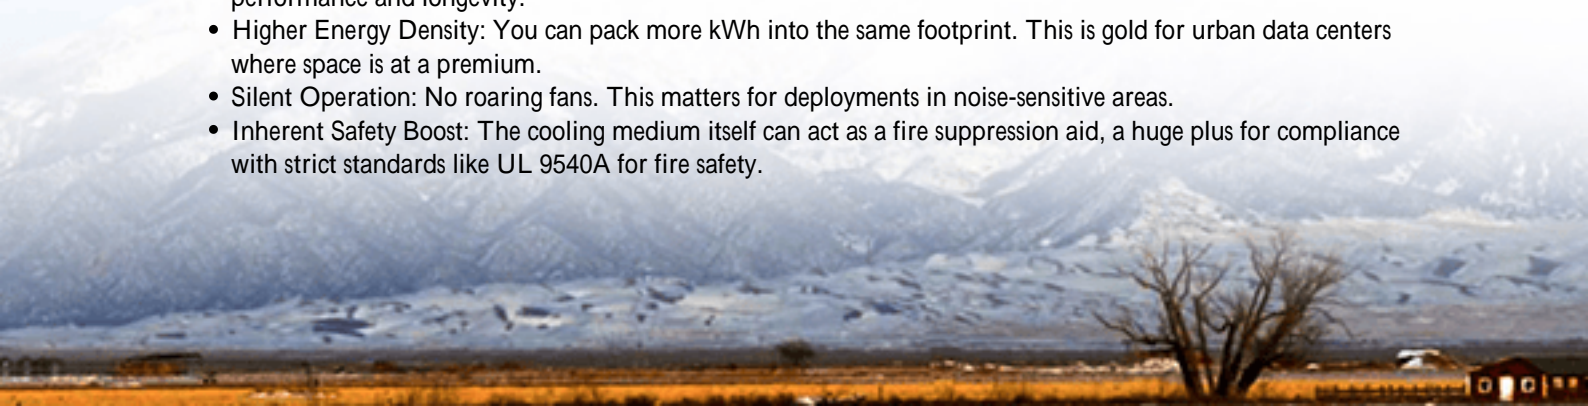 performance and longevity.
• Higher Energy Density: You can pack more kWh into the same footprint. This is gold for urban data centers
where space is at a premium.
• Silent Operation: No roaring fans. This matters for deployments in noise-sensitive areas.
• Inherent Safety Boost: The cooling medium itself can act as a fire suppression aid, a huge plus for compliance
with strict standards like UL 9540A for fire safety.